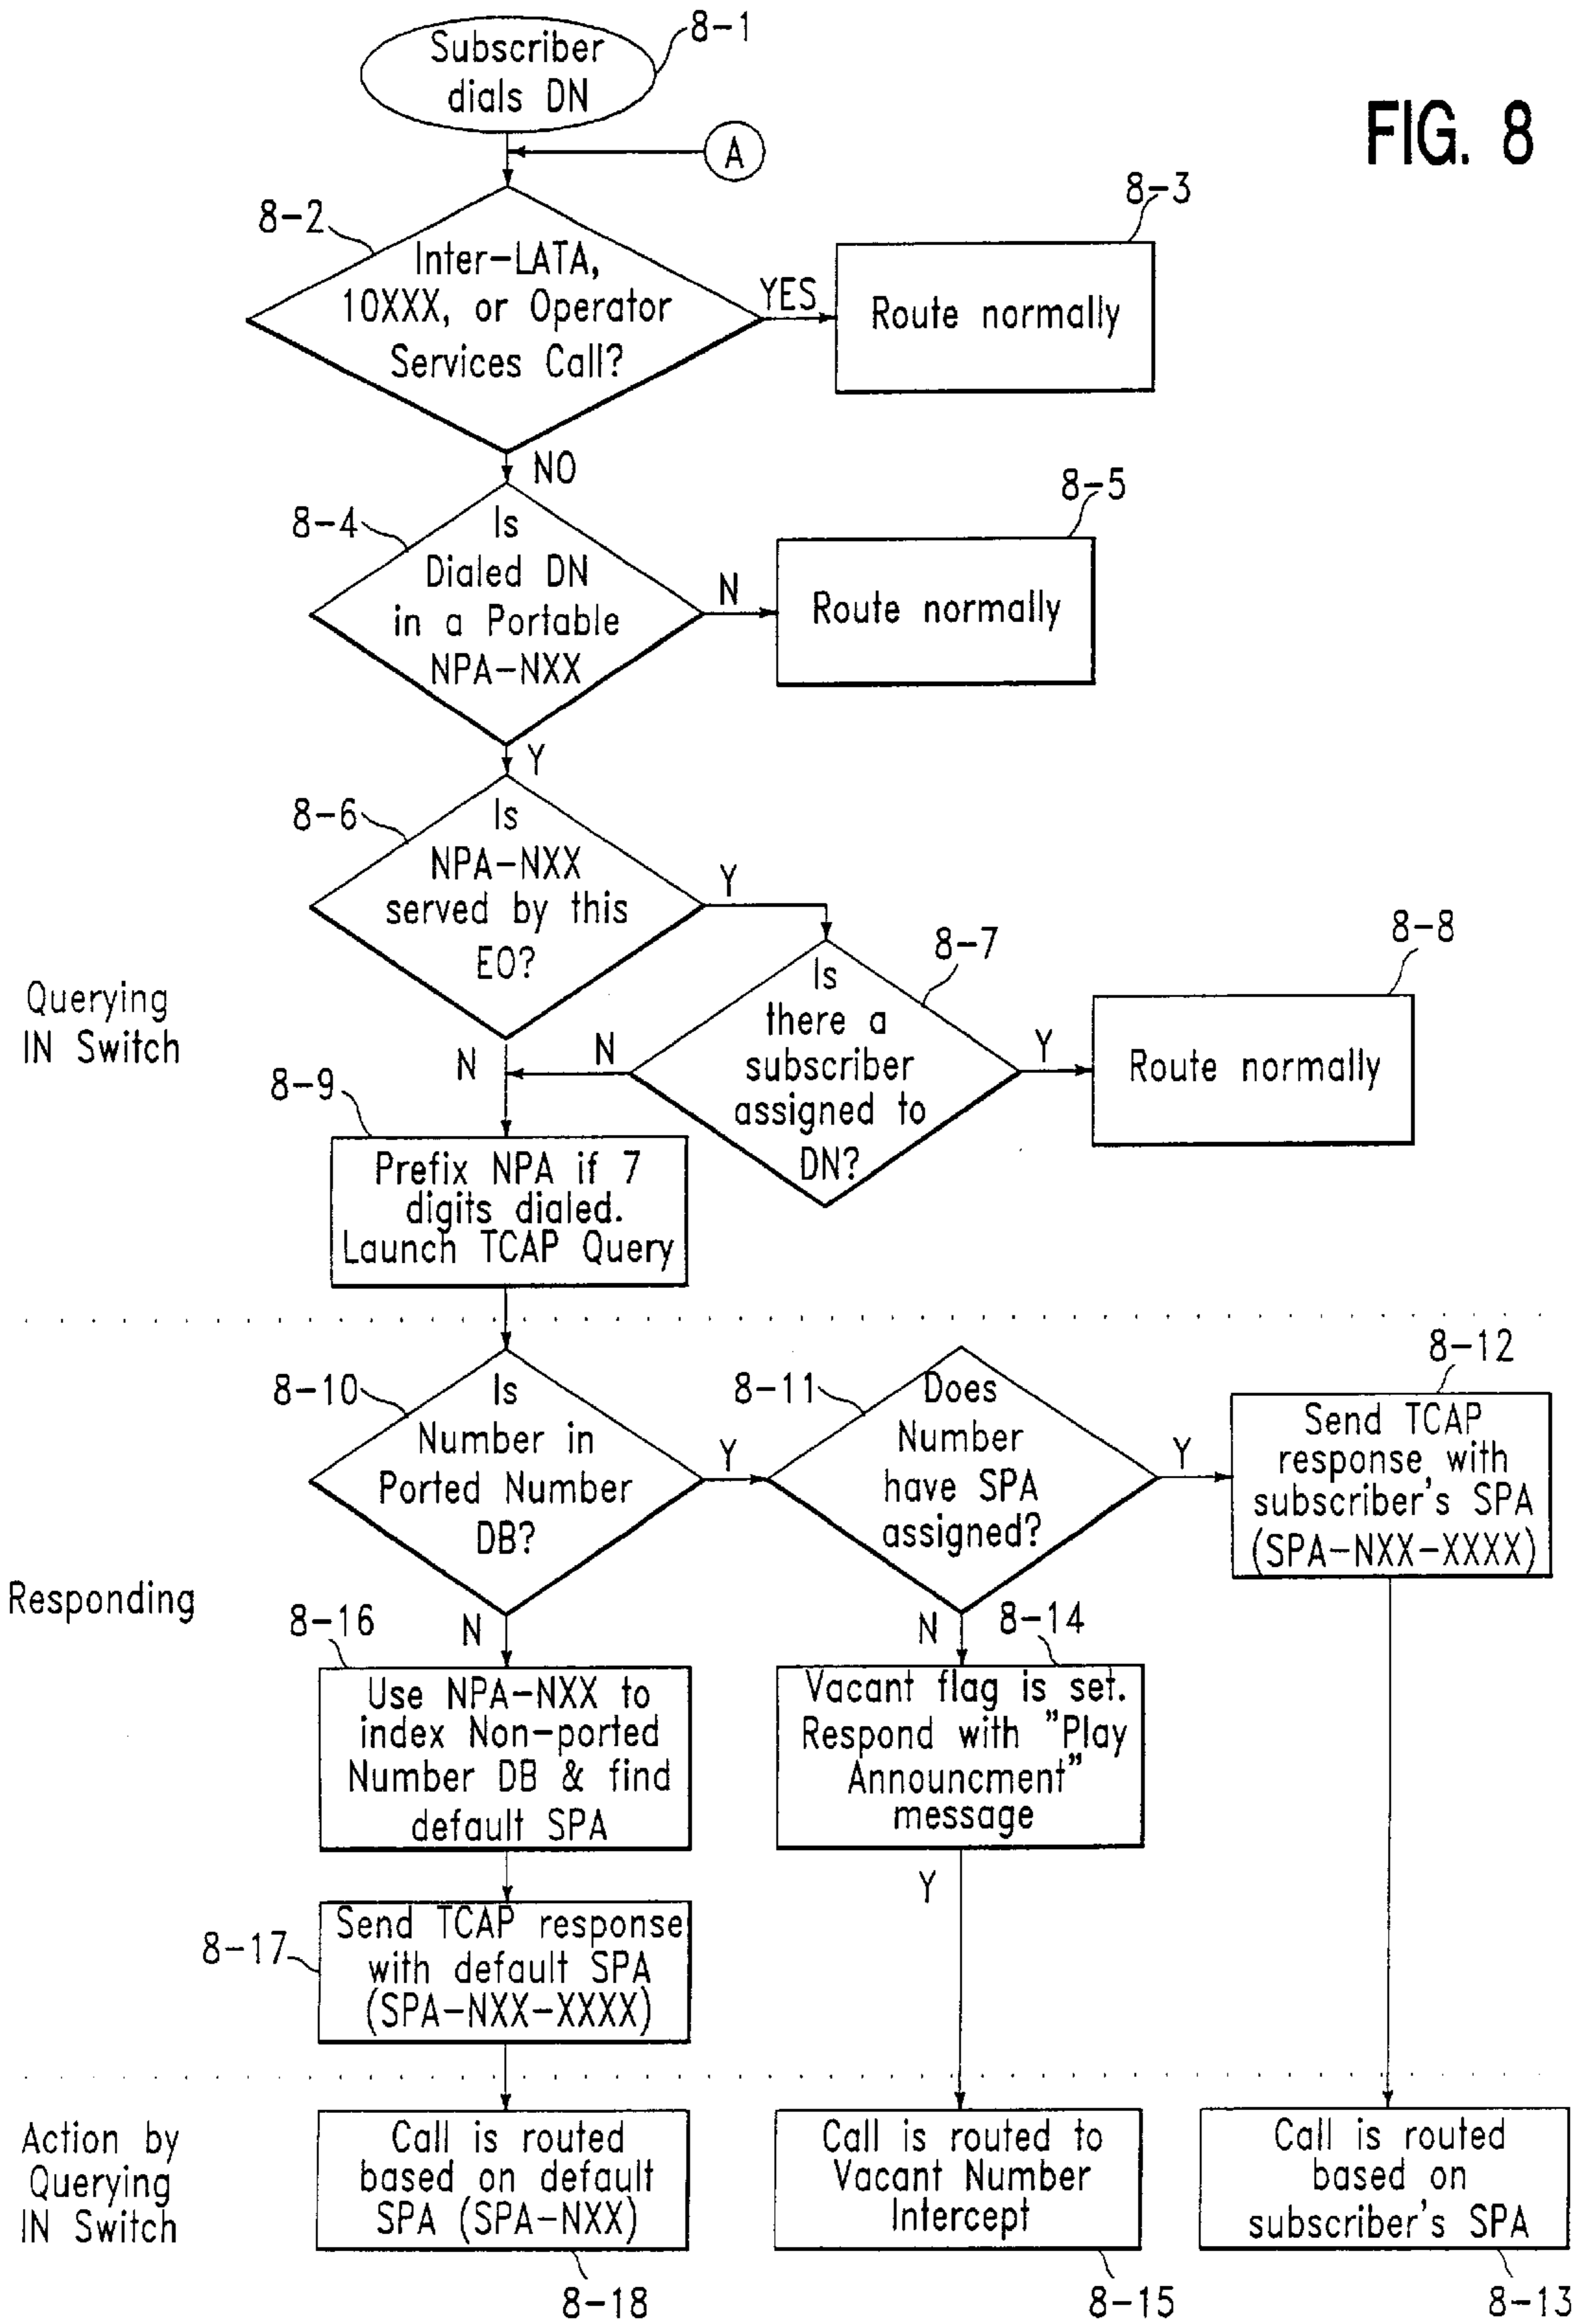 8-1
Subscriber
dials DN
FIG. 8
A
8-2
8-3
Inter-LATA,
10XXX, or Operator
Services Call?
YES
Route normally
NO
8-4
8-5
Is
Dialed DN
in a Portable
NPA-NXX
N
Route normally
Y
8-6
Is
NPA-NXX
served by this
EO?
Y
8-7
8-8
Querying
IN Switch
Is
there a
subscriber
assigned to
DN?
N
N
Y
Route normally
8-9
Prefix NPA if 7
digits dialed.
Launch TCAP Query
8-10
Is
Number in
Ported Number
DB?
Y
8-11
Does
Number
have SPA
assigned?
Y
8-12
Send TCAP
response with
subscriber's SPA
(SPA-NXX-XXXX)
Responding
N
8-16
N
8-14
Use NPA-NXX to
index Non-ported
Number DB & find
default SPA
Vacant flag is set.
Respond with "Play
Announcment"
message
Y
8-17
Send TCAP response
with default SPA
(SPA-NXX-XXXX)
Action by
Querying
IN Switch
Call is routed
based on default
SPA (SPA-NXX)
Call is routed to
Vacant Number
Intercept
Call is routed
based on
subscriber's SPA
8-18
8-15
8-13